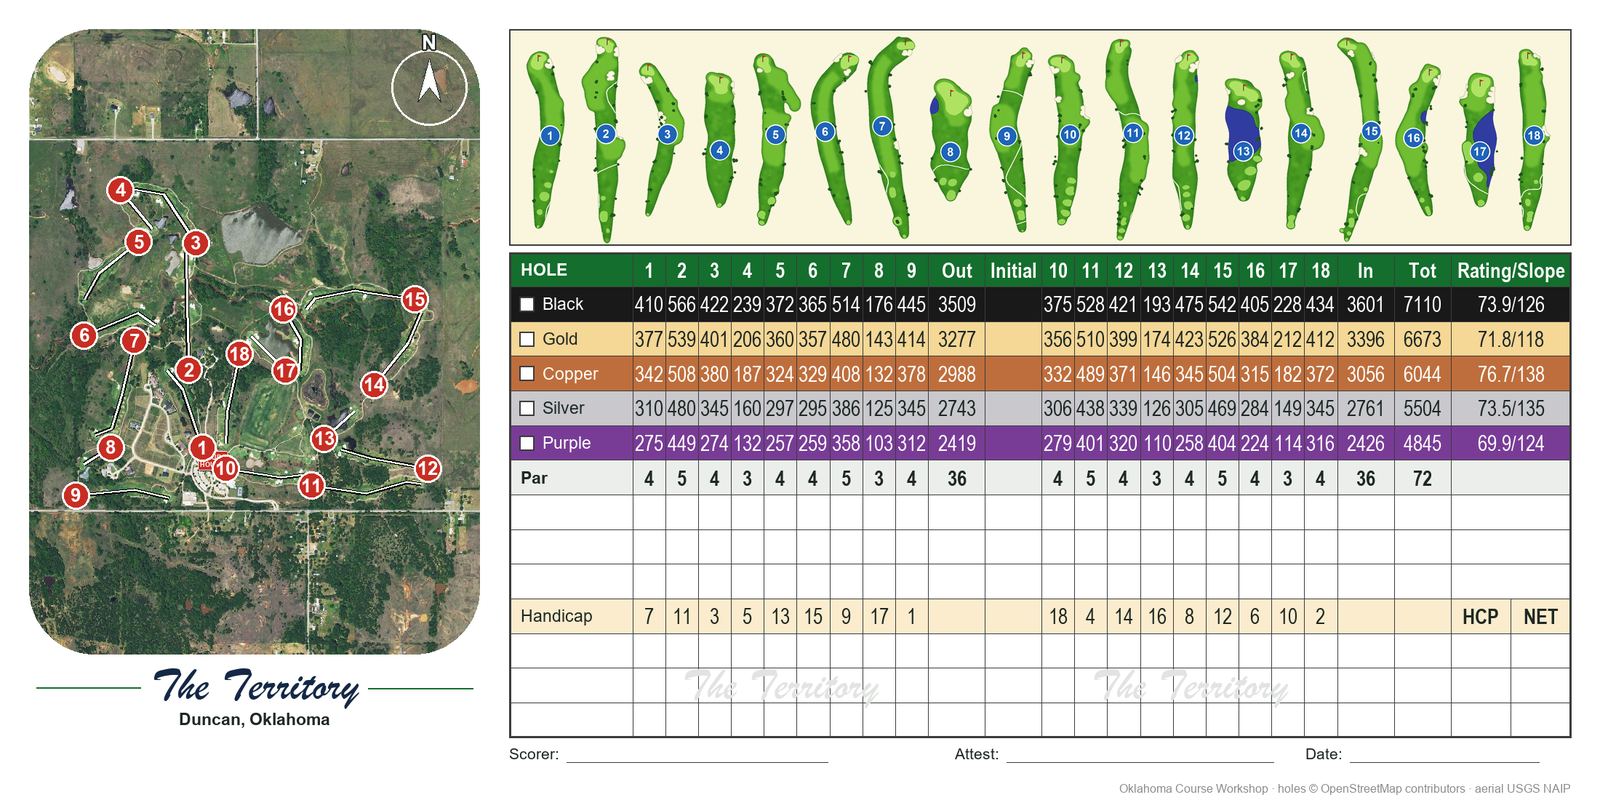 N
4
5
3
16
15
6
7
18
2
17
14
13
8
1
10
12
11
9
The Territory
Duncan, Oklahoma
1 2 3 4 5 6 7 8 9 10 11 12 13 14 15 16 17 18
HOLE 1 2 3 4 5 6 7 8 9 Out Initial 10 11 12 13 14 15 16 17 18 In Tot Rating/Slope
Black 410 566 422 239 372 365 514 176 445 3509 375 528 421 193 475 542 405 228 434 3601 7110 73.9/126
Gold 377 539 401 206 360 357 480 143 414 3277 356 510 399 174 423 526 384 212 412 3396 6673 71.8/118
Copper 342 508 380 187 324 329 408 132 378 2988 332 489 371 146 345 504 315 182 372 3056 6044 76.7/138
Silver 310 480 345 160 297 295 386 125 345 2743 306 438 339 126 305 469 284 149 345 2761 5504 73.5/135
Purple 275 449 274 132 257 259 358 103 312 2419 279 401 320 110 258 404 224 114 316 2426 4845 69.9/124
Par 4 5 4 3 4 4 5 3 4 36 4 5 4 3 4 5 4 3 4 36 72
Handicap 7 11 3 5 13 15 9 17 1 18 4 14 16 8 12 6 10 2 HCP NET
The Territory The Territory
Scorer: Attest: Date:
Oklahoma Course Workshop · holes © OpenStreetMap contributors · aerial USGS NAIP